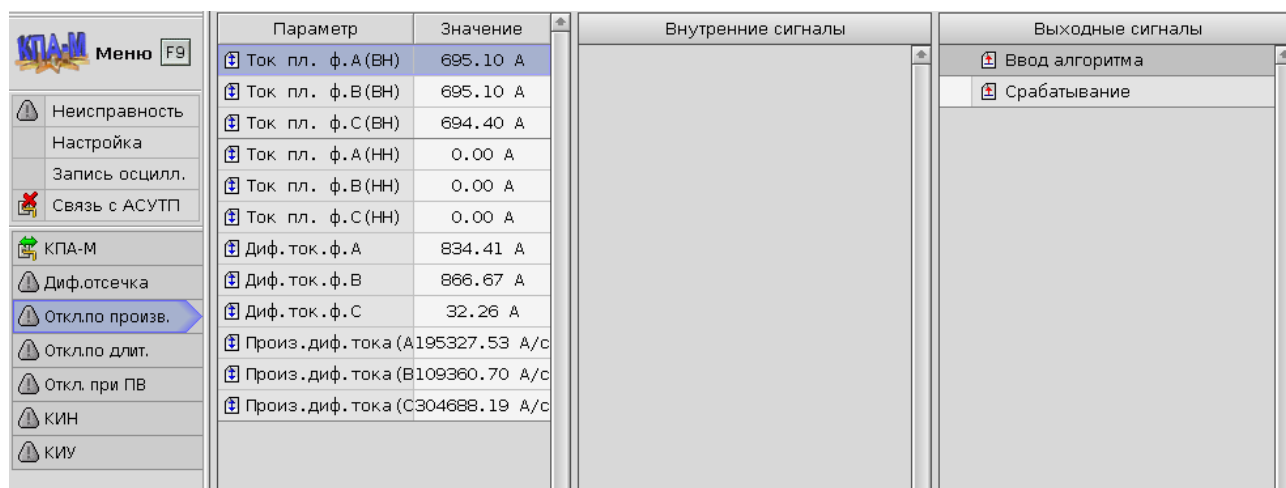 КПА-М
Меню F9
Неисправность
Настройка
Запись осцилл.
Связь с АСУТП
КПА-М
Диф.отсечка
Откл.по произв.
Откл.по длит.
Откл. при ПВ
КИН
КИУ
Параметр Значение
Ток пл. ф.А(ВН) 695.10 А
Ток пл. ф.В(ВН) 695.10 А
Ток пл. ф.С(ВН) 694.40 А
Ток пл. ф.А(НН) 0.00 А
Ток пл. ф.В(НН) 0.00 А
Ток пл. ф.С(НН) 0.00 А
Диф.ток.ф.А 834.41 А
Диф.ток.ф.В 866.67 А
Диф.ток.ф.С 32.26 А
Произ.диф.тока(А 195327.53 А/с
Произ.диф.тока(В 109360.70 А/с
Произ.диф.тока(С 304688.19 А/с
Внутренние сигналы
Выходные сигналы
Ввод алгоритма
Срабатывание